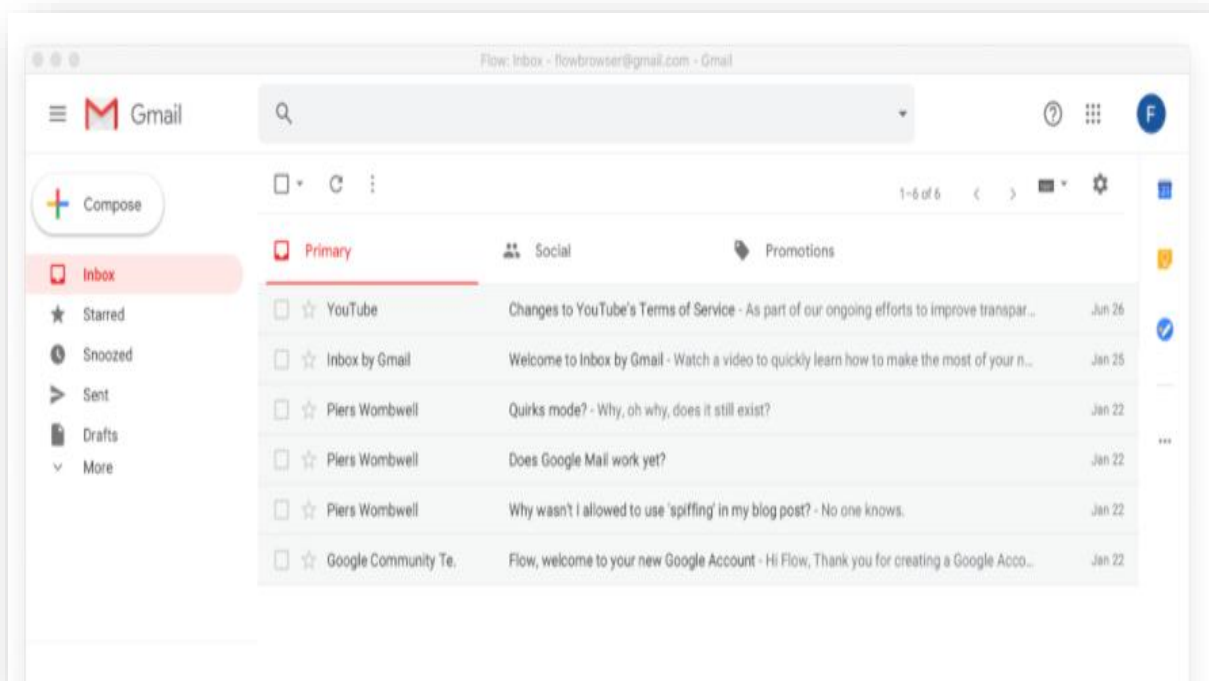 Flow: Inbox - flowbrowser@gmail.com - Gmail
Gmail
F
Compose
1–6 of 6
Primary Social Promotions
Inbox
Starred
Snoozed
Sent
Drafts
More
YouTube Changes to YouTube's Terms of Service - As part of our ongoing efforts to improve transpar... Jun 26
Inbox by Gmail Welcome to Inbox by Gmail - Watch a video to quickly learn how to make the most of your n... Jan 25
Piers Wombwell Quirks mode? - Why, oh why, does it still exist? Jan 22
Piers Wombwell Does Google Mail work yet? Jan 22
Piers Wombwell Why wasn't I allowed to use 'spiffing' in my blog post? - No one knows. Jan 22
Google Community Te. Flow, welcome to your new Google Account - Hi Flow, Thank you for creating a Google Acco... Jan 22